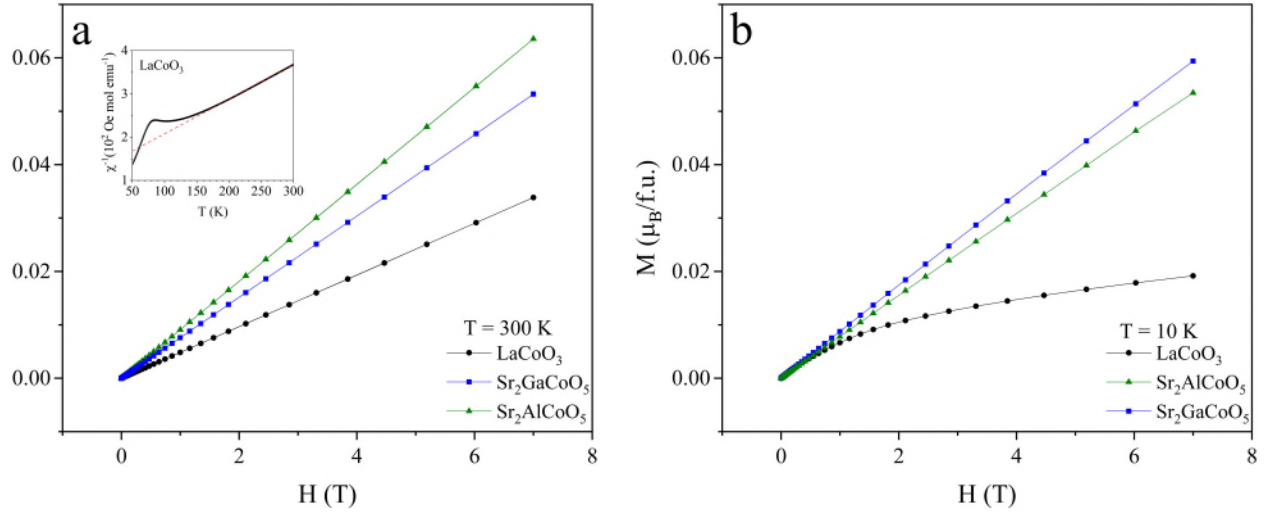 a
0.06
0.04
0.02
0.00
4
3
2
1
LaCoO₃
χ⁻¹(10² Oe mol emu⁻¹)
50 100 150 200 250 300
T (K)
T = 300 K
LaCoO₃
Sr₂GaCoO₅
Sr₂AlCoO₅
0 2 4 6 8
H (T)
b
M (μ_B/f.u.)
0.06
0.04
0.02
0.00
T = 10 K
LaCoO₃
Sr₂AlCoO₅
Sr₂GaCoO₅
0 2 4 6 8
H (T)